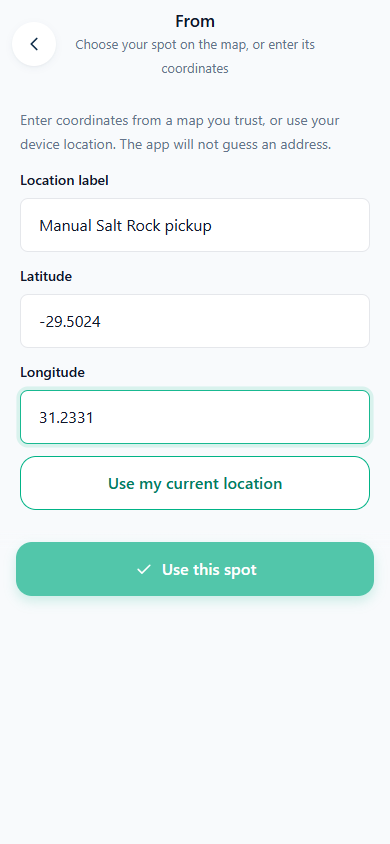 From
Choose your spot on the map, or enter its
coordinates
Enter coordinates from a map you trust, or use your
device location. The app will not guess an address.
Location label
Manual Salt Rock pickup
Latitude
-29.5024
Longitude
31.2331
Use my current location
Use this spot